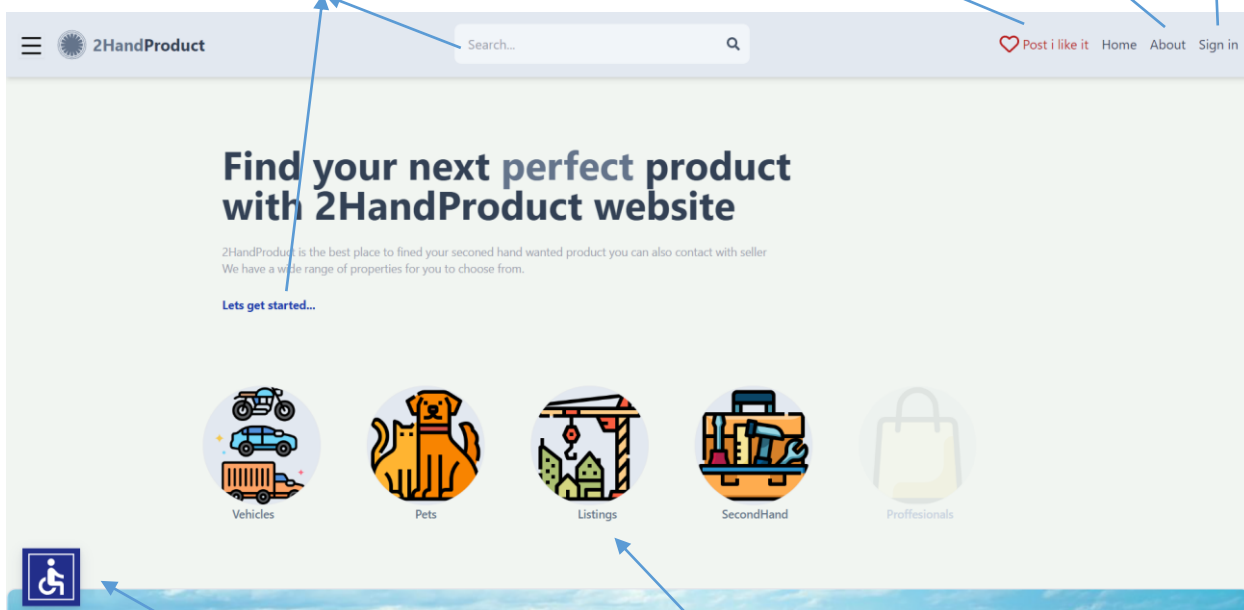 2HandProduct
Search...
Post i like it Home About Sign in
Find your next perfect product
with 2HandProduct website
2HandProduct is the best place to fined your seconed hand wanted product you can also contact with seller
We have a wide range of properties for you to choose from.
Lets get started...
Vehicles Pets Listings SecondHand Proffesionals